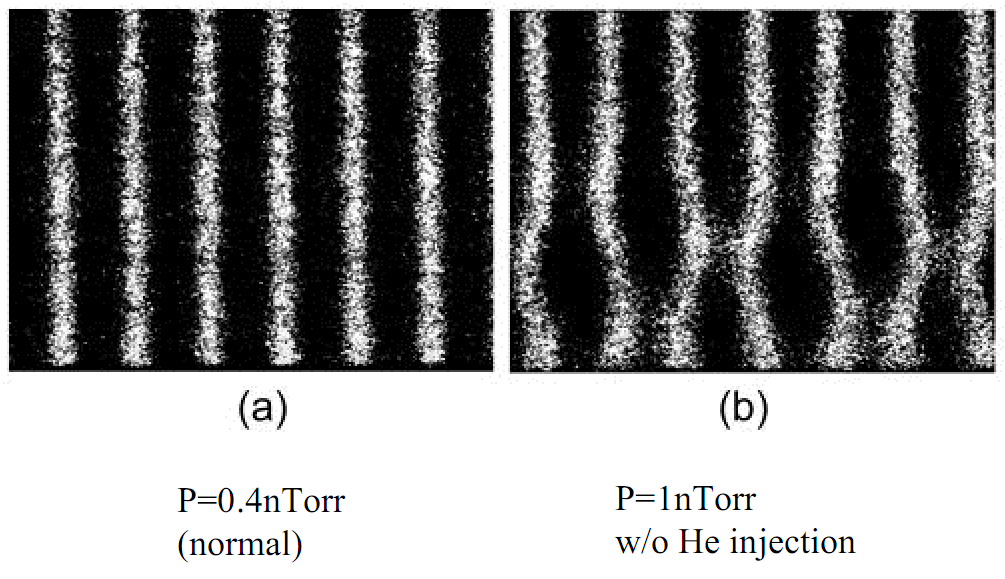 (a)
(b)
P=0.4nTorr
(normal)
P=1nTorr
w/o He injection